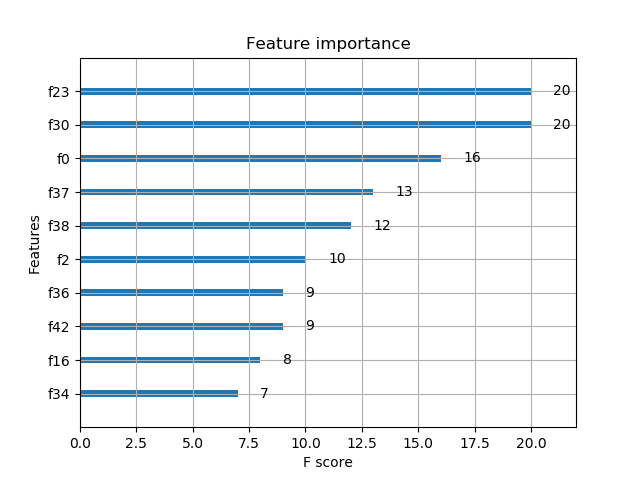 Feature importance
Features
f23 20
f30 20
f0 16
f37 13
f38 12
f2 10
f36 9
f42 9
f16 8
f34 7
0.0 2.5 5.0 7.5 10.0 12.5 15.0 17.5 20.0
F score